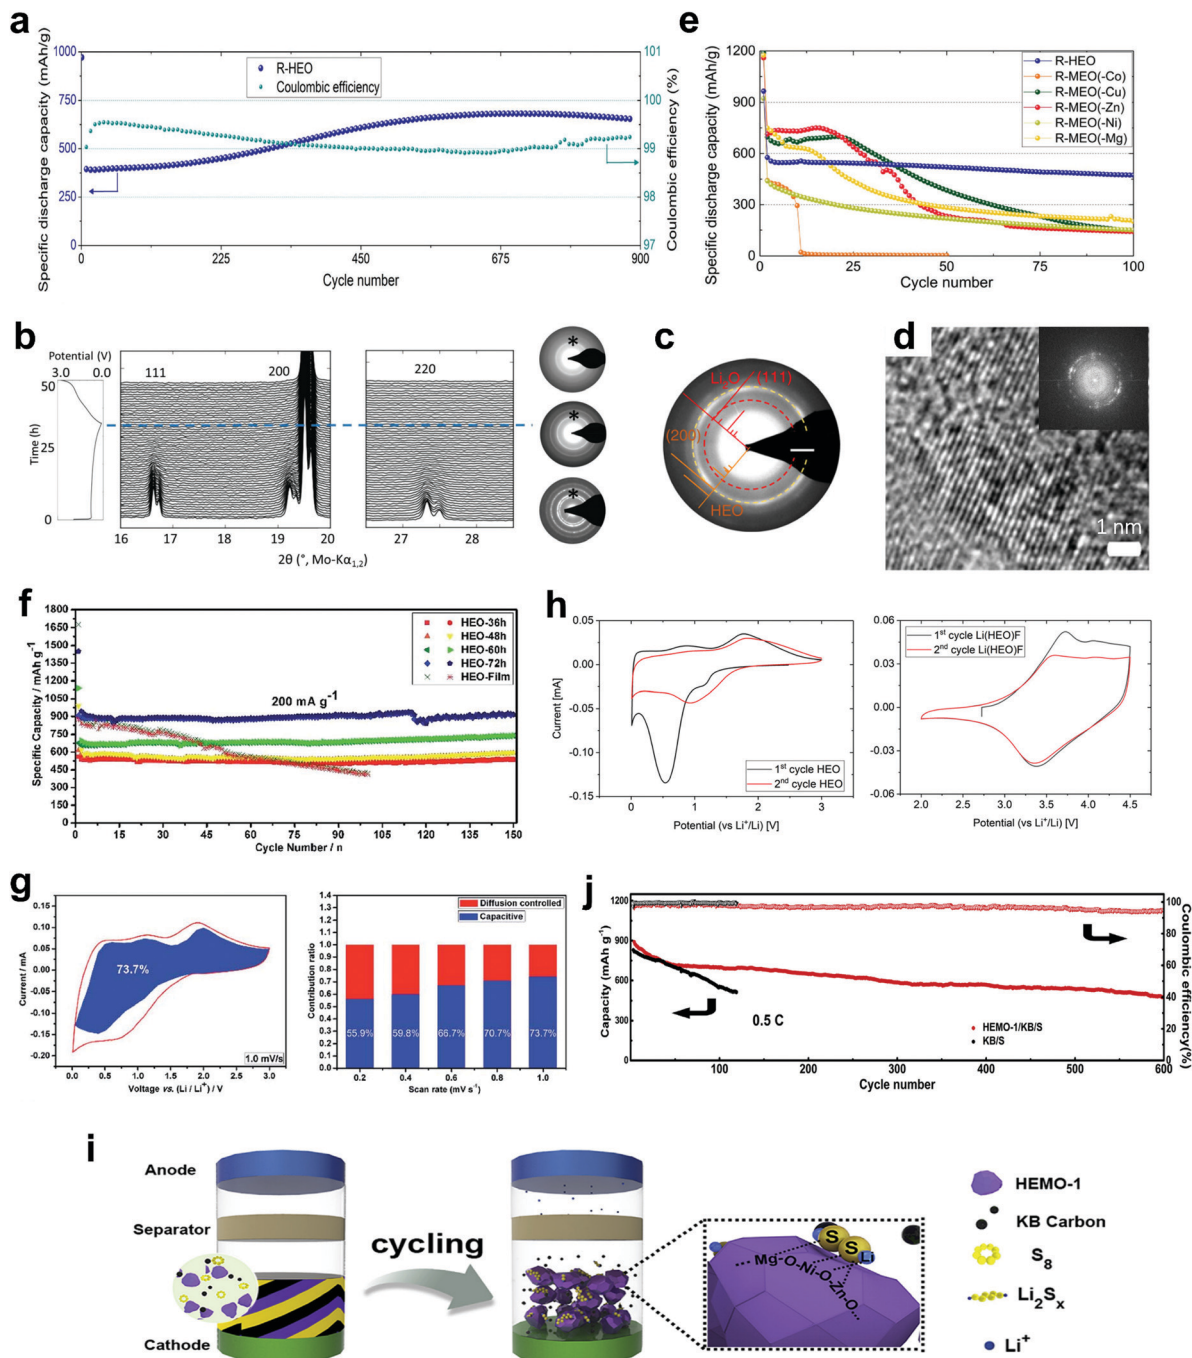 a
1000
750
500
250
0
Specific discharge capacity (mAh/g)
R-HEO
Coulombic efficiency
101
100
99
98
97
Coulombic efficiency (%)
0 225 450 675 900
Cycle number
e
1200
900
600
300
0
Specific discharge capacity (mAh/g)
R-HEO
R-MEO(-Co)
R-MEO(-Cu)
R-MEO(-Zn)
R-MEO(-Ni)
R-MEO(-Mg)
0 25 50 75 100
Cycle number
b
Potential (V)
3.0 0.0
50
25
0
Time (h)
111 200
220
*
*
*
16 17 18 19 20
27 28
2θ (°, Mo-Kα1,2)
c
Li2O (111)
(200)
HEO
d
1 nm
f
1800
1650
1500
1350
1200
1050
900
750
600
450
300
150
0
Specific Capacity / mAh g-1
HEO-36h
HEO-48h
HEO-60h
HEO-72h
HEO-Film
200 mA g-1
0 15 30 45 60 75 90 105 120 135 150
Cycle Number / n
h
0.05
0.00
-0.05
-0.10
-0.15
Current [mA]
1st cycle HEO
2nd cycle HEO
0 1 2 3
Potential (vs Li+/Li) [V]
0.06
0.03
0.00
-0.03
-0.06
1st cycle Li(HEO)F
2nd cycle Li(HEO)F
2.0 2.5 3.0 3.5 4.0 4.5
Potential (vs Li+/Li) [V]
g
0.15
0.10
0.05
0.00
-0.05
-0.10
-0.15
-0.20
Current / mA
73.7%
1.0 mV/s
0.0 0.5 1.0 1.5 2.0 2.5 3.0
Voltage vs. (Li / Li+) / V
1.4
1.3
1.2
1.1
1.0
0.9
0.8
0.7
0.6
0.5
0.4
0.3
0.2
0.1
0.0
Contribution ratio
Diffusion controlled
Capacitive
55.9% 59.8% 66.7% 70.7% 73.7%
0.2 0.4 0.6 0.8 1.0
Scan rate (mV s-1)
j
1200
900
600
300
0
Capacity (mAh g-1)
100
80
60
40
20
0
Coulombic efficiency(%)
0.5 C
HEMO-1/KB/S
KB/S
100 200 300 400 500 600
Cycle number
i
Anode
Separator
Cathode
cycling
S
S
Li
Mg-O-Ni-O-Zn-O
HEMO-1
KB Carbon
S8
Li2Sx
Li+